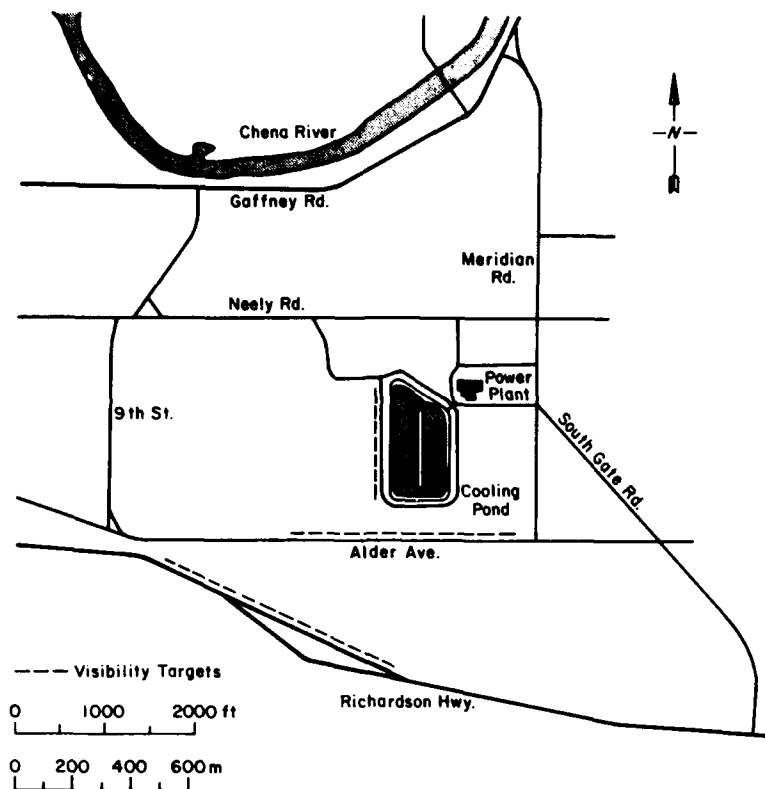 Chena River
-N-
Gaffney Rd.
Meridian
Rd.
Neely Rd.
Power
Plant
9th St.
South Gate Rd.
Cooling
Pond
Alder Ave.
Visibility Targets
Richardson Hwy.
0 1000 2000 ft
0 200 400 600 m